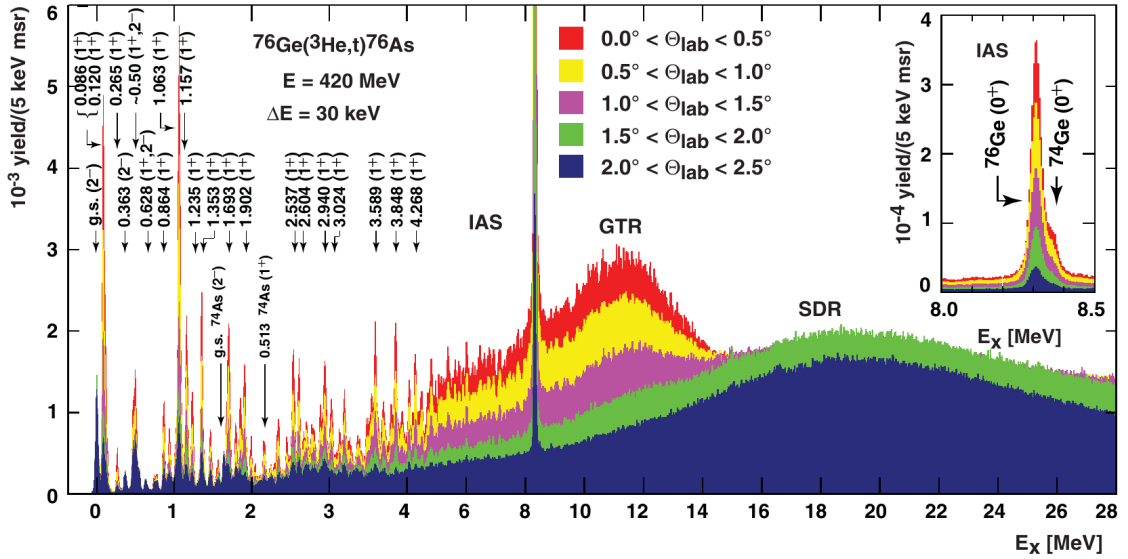 10⁻³ yield/(5 keV msr)
6
5
4
3
2
1
0
0
1
2
3
4
6
8
10
12
14
16
18
20
22
24
26
28
Eₓ [MeV]
⁷⁶Ge(³He,t)⁷⁶As
E = 420 MeV
ΔE = 30 keV
g.s. (2⁻)
{ 0.086 (1⁺)
0.120 (1⁺)
0.265 (1⁺)
0.363 (2⁻)
~0.50 (1⁺,2⁻)
0.628 (1⁺,2⁻)
0.864 (1⁺)
1.063 (1⁺)
1.157 (1⁺)
1.235 (1⁺)
1.353 (1⁺)
1.693 (1⁺)
1.902 (1⁺)
g.s. ⁷⁴As (2⁻)
0.513 ⁷⁴As (1⁺)
2.537 (1⁺)
2.604 (1⁺)
2.940 (1⁺)
3.024 (1⁺)
3.589 (1⁺)
3.848 (1⁺)
4.268 (1⁺)
IAS
GTR
SDR
0.0° < Θlab < 0.5°
0.5° < Θlab < 1.0°
1.0° < Θlab < 1.5°
1.5° < Θlab < 2.0°
2.0° < Θlab < 2.5°
10⁻⁴ yield/(5 keV msr)
4
3
2
1
0
IAS
⁷⁶Ge (0⁺)
⁷⁴Ge (0⁺)
8.0
8.5
Eₓ [MeV]